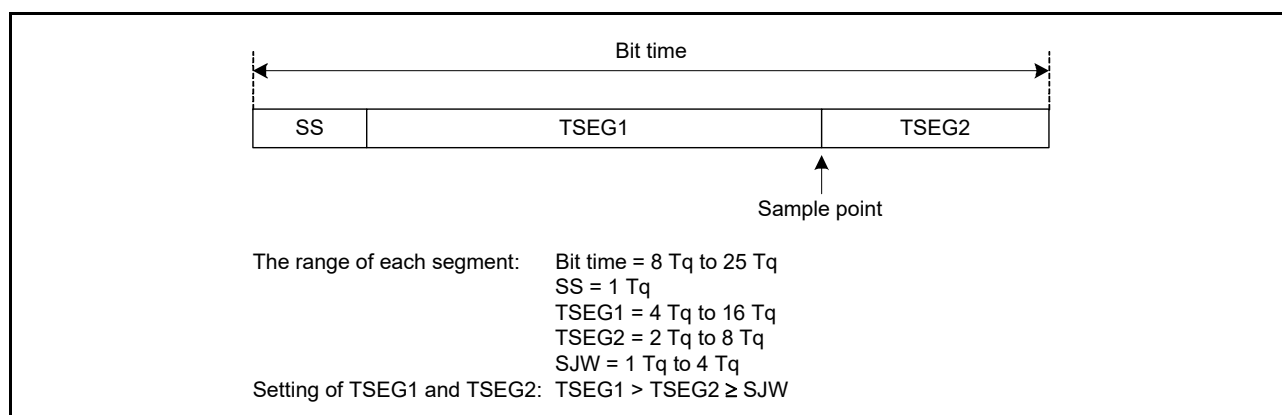 Bit time
SS TSEG1 TSEG2
Sample point
The range of each segment: Bit time = 8 Tq to 25 Tq
SS = 1 Tq
TSEG1 = 4 Tq to 16 Tq
TSEG2 = 2 Tq to 8 Tq
SJW = 1 Tq to 4 Tq
Setting of TSEG1 and TSEG2: TSEG1 > TSEG2 ≥ SJW